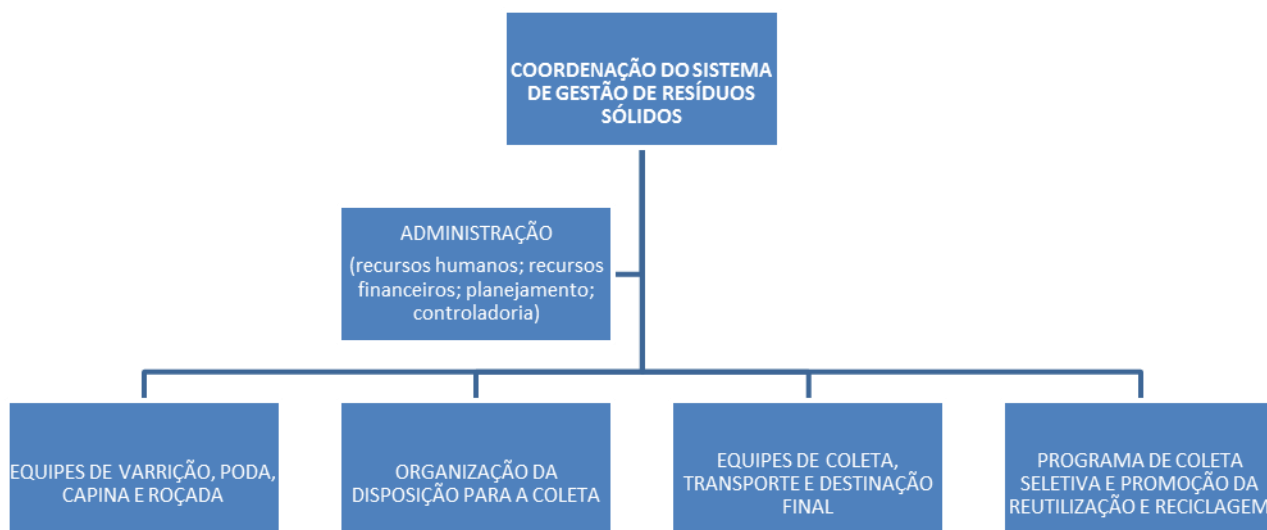 COORDENAÇÃO DO SISTEMA
DE GESTÃO DE RESÍDUOS
SÓLIDOS
ADMINISTRAÇÃO
(recursos humanos; recursos
financeiros; planejamento;
controladoria)
EQUIPES DE VARRIÇÃO, PODA,
CAPINA E ROÇADA
ORGANIZAÇÃO DA
DISPOSIÇÃO PARA A COLETA
EQUIPES DE COLETA,
TRANSPORTE E DESTINAÇÃO
FINAL
PROGRAMA DE COLETA
SELETIVA E PROMOÇÃO DA
REUTILIZAÇÃO E RECICLAGEM